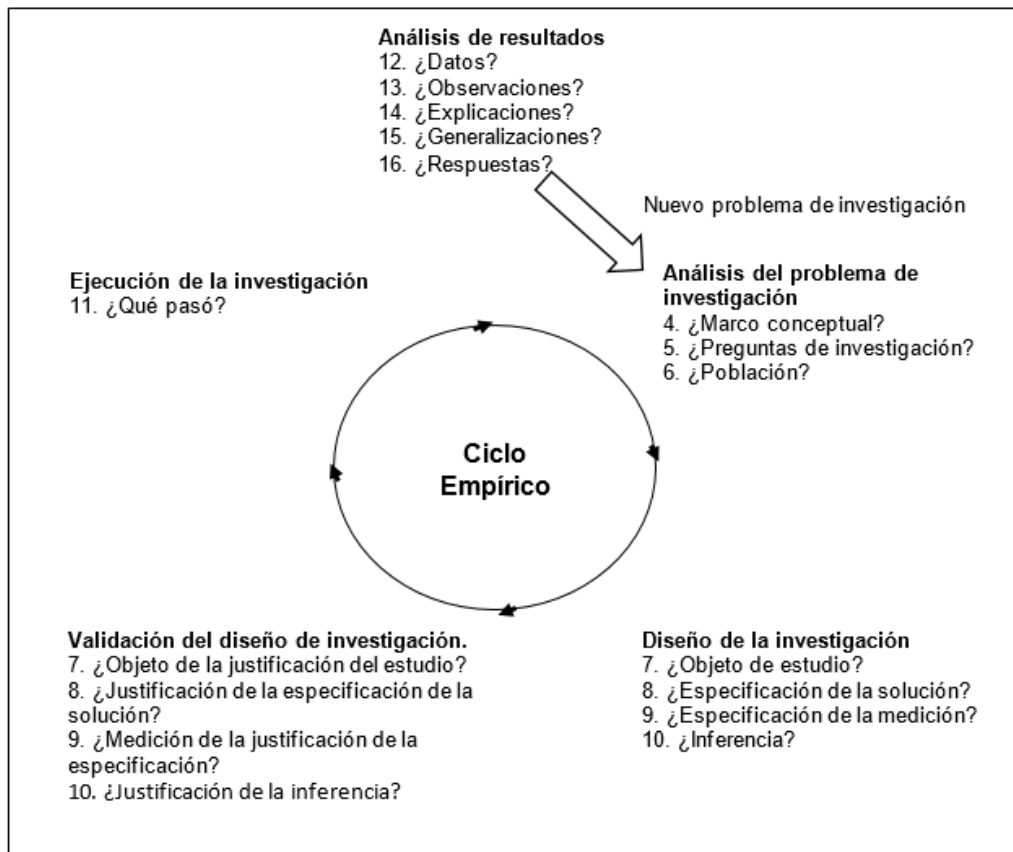 Análisis de resultados
12. ¿Datos?
13. ¿Observaciones?
14. ¿Explicaciones?
15. ¿Generalizaciones?
16. ¿Respuestas?
Nuevo problema de investigación
Ejecución de la investigación
11. ¿Qué pasó?
Análisis del problema de
investigación
4. ¿Marco conceptual?
5. ¿Preguntas de investigación?
6. ¿Población?
Ciclo
Empírico
Validación del diseño de investigación.
7. ¿Objeto de la justificación del estudio?
8. ¿Justificación de la especificación de la
solución?
9. ¿Medición de la justificación de la
especificación?
10. ¿Justificación de la inferencia?
Diseño de la investigación
7. ¿Objeto de estudio?
8. ¿Especificación de la solución?
9. ¿Especificación de la medición?
10. ¿Inferencia?